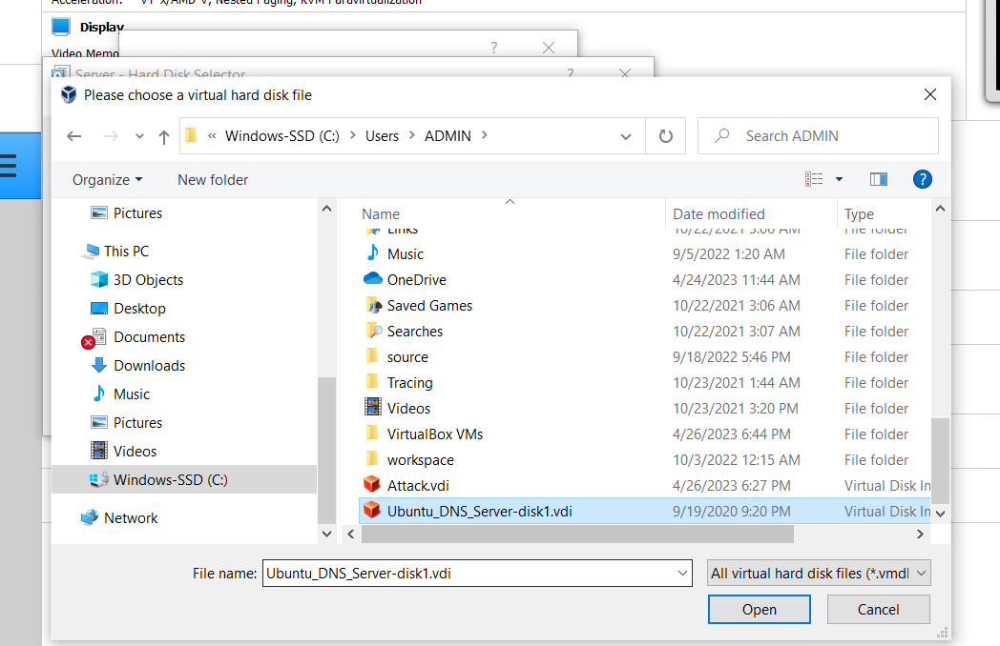 Acceleration: VT-x/AMD-V, Nested Paging, KVM Paravirtualization
Display
Video Memo
?
Server - Hard Disk Selector ?
Please choose a virtual hard disk file
« Windows-SSD (C:) > Users > ADMIN >
Search ADMIN
Organize New folder ?
Name Date modified Type
Pictures
This PC
3D Objects
Desktop
Documents
Downloads
Music
Pictures
Videos
Windows-SSD (C:)
Network
Links 10/22/2021 3:06 AM File folder
Music 9/5/2022 1:20 AM File folder
OneDrive 4/24/2023 11:44 AM File folder
Saved Games 10/22/2021 3:06 AM File folder
Searches 10/22/2021 3:07 AM File folder
source 9/18/2022 5:46 PM File folder
Tracing 10/23/2021 1:44 AM File folder
Videos 10/23/2021 3:20 PM File folder
VirtualBox VMs 4/26/2023 6:44 PM File folder
workspace 10/3/2022 12:15 AM File folder
Attack.vdi 4/26/2023 6:27 PM Virtual Disk In
Ubuntu_DNS_Server-disk1.vdi 9/19/2020 9:20 PM Virtual Disk In
File name: Ubuntu_DNS_Server-disk1.vdi All virtual hard disk files (*.vmdl
Open Cancel